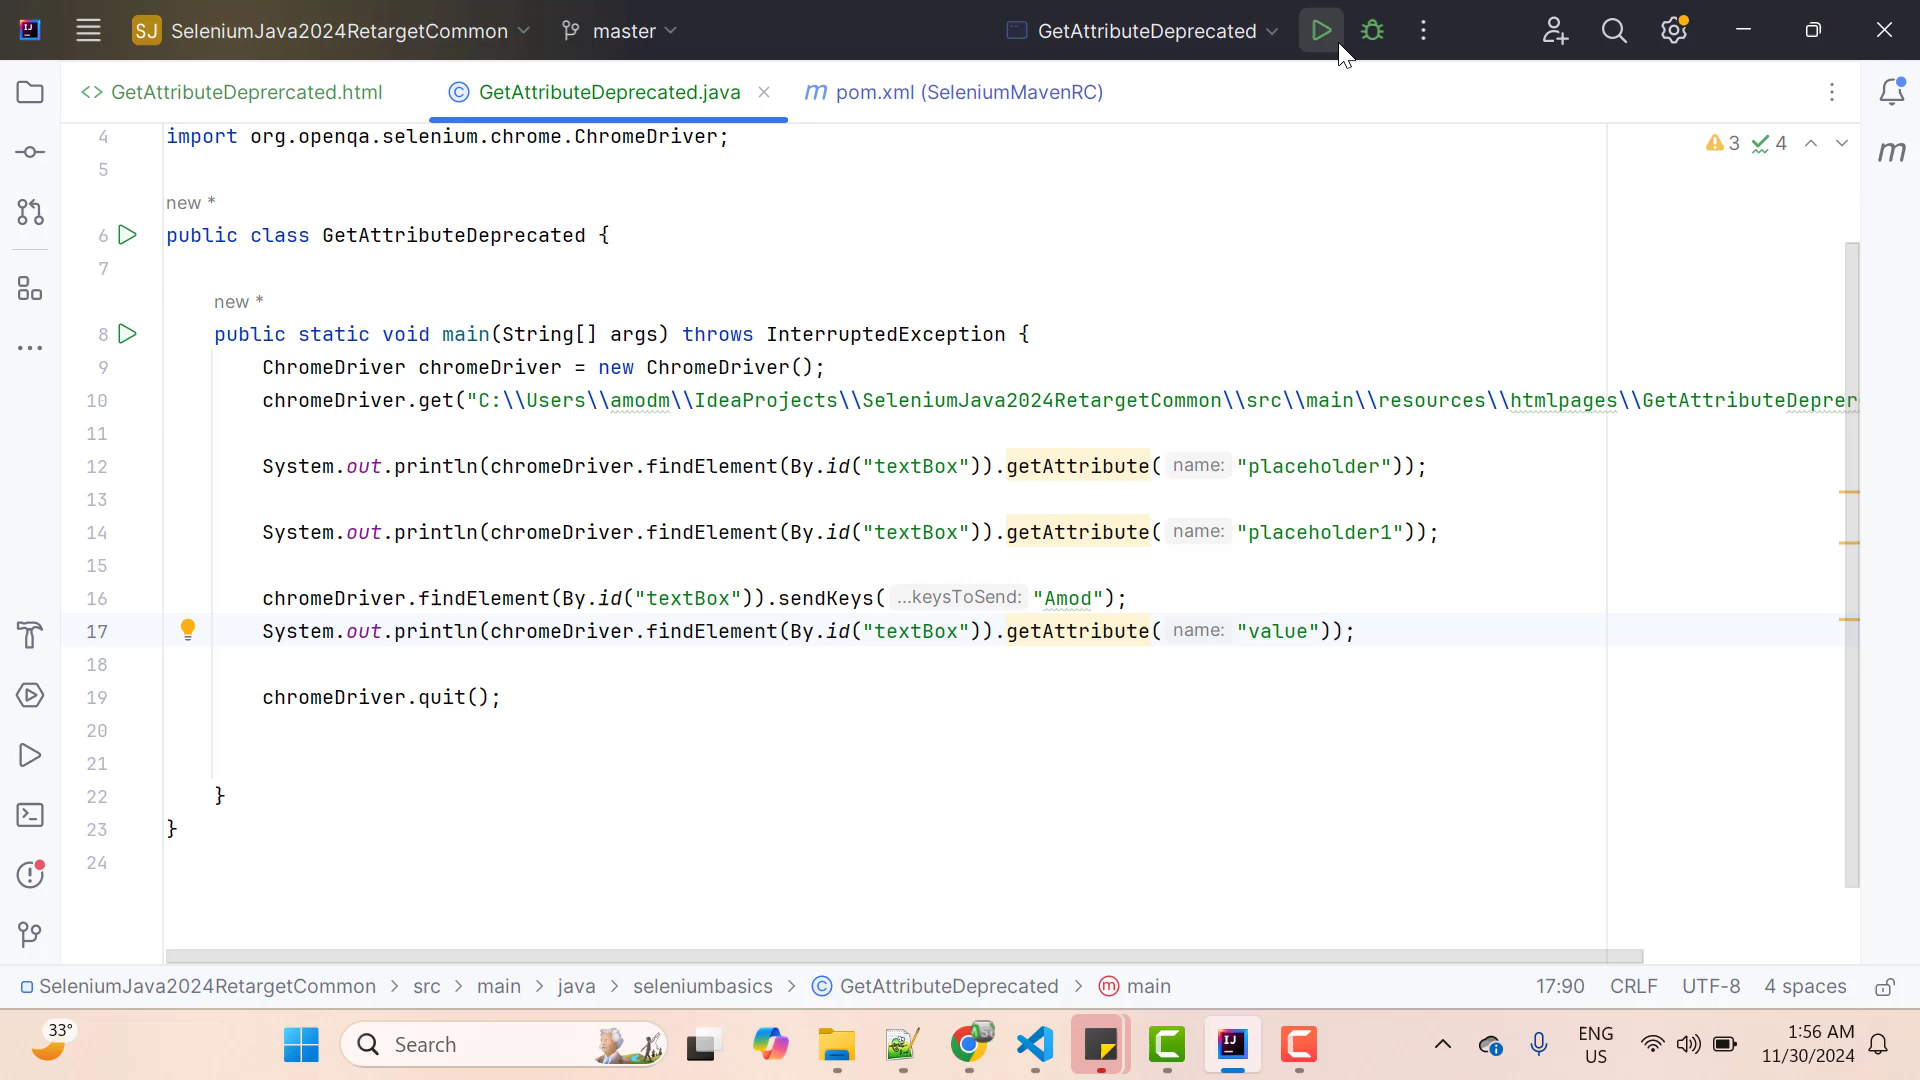 SJ SeleniumJava2024RetargetCommon master GetAttributeDeprecated
<> GetAttributeDeprercated.html GetAttributeDeprecated.java pom.xml (SeleniumMavenRC)
4 import org.openqa.selenium.chrome.ChromeDriver; 3 4
5
new *
6 public class GetAttributeDeprecated {
7
new *
8 public static void main(String[] args) throws InterruptedException {
9 ChromeDriver chromeDriver = new ChromeDriver();
10 chromeDriver.get("C:\\Users\\amodm\\IdeaProjects\\SeleniumJava2024RetargetCommon\\src\\main\\resources\\htmlpages\\GetAttributeDeprer
11
12 System.out.println(chromeDriver.findElement(By.id("textBox")).getAttribute( name: "placeholder"));
13
14 System.out.println(chromeDriver.findElement(By.id("textBox")).getAttribute( name: "placeholder1"));
15
16 chromeDriver.findElement(By.id("textBox")).sendKeys( ...keysToSend: "Amod");
17 System.out.println(chromeDriver.findElement(By.id("textBox")).getAttribute( name: "value"));
18
19 chromeDriver.quit();
20
21
22 }
23 }
24
SeleniumJava2024RetargetCommon > src > main > java > seleniumbasics > GetAttributeDeprecated > main 17:90 CRLF UTF-8 4 spaces
33° Search ENG US 1:56 AM
11/30/2024